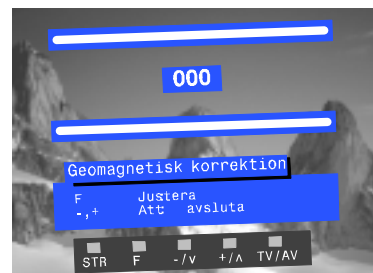 000
Geomagnetisk korrektion
F Justera
-,+ Att avsluta
STR F -/∨ +/∧ TV/AV